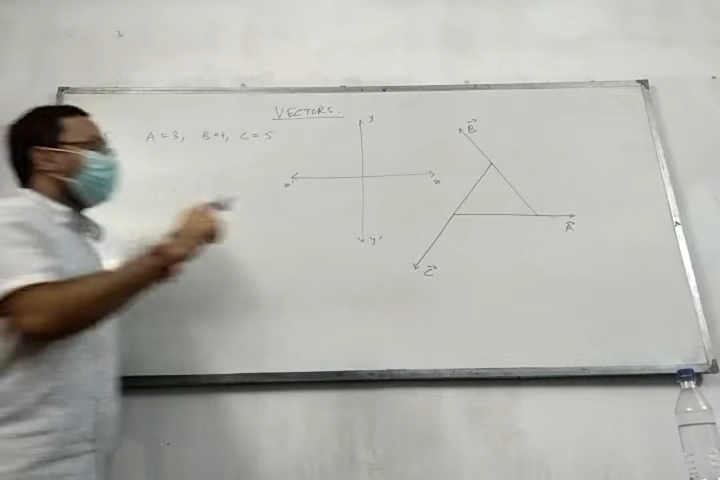 VECTORS.
A = 3, B = 4, C = 5
y
x'
x
y'
B⃗
A⃗
C⃗